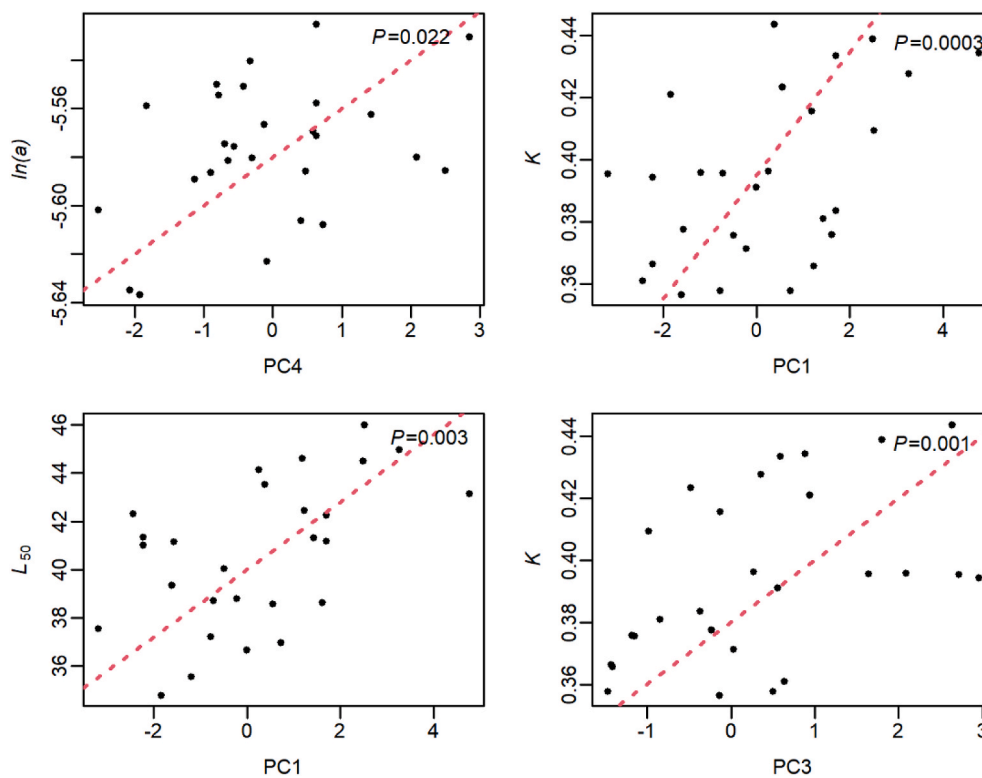 P=0.022
ln(a)
-5.56
-5.60
-5.64
-2 -1 0 1 2 3
PC4
P=0.0003
K
0.44
0.42
0.40
0.38
0.36
-2 0 2 4
PC1
P=0.003
L50
46
44
42
40
38
36
-2 0 2 4
PC1
P=0.001
K
0.44
0.42
0.40
0.38
0.36
-1 0 1 2 3
PC3